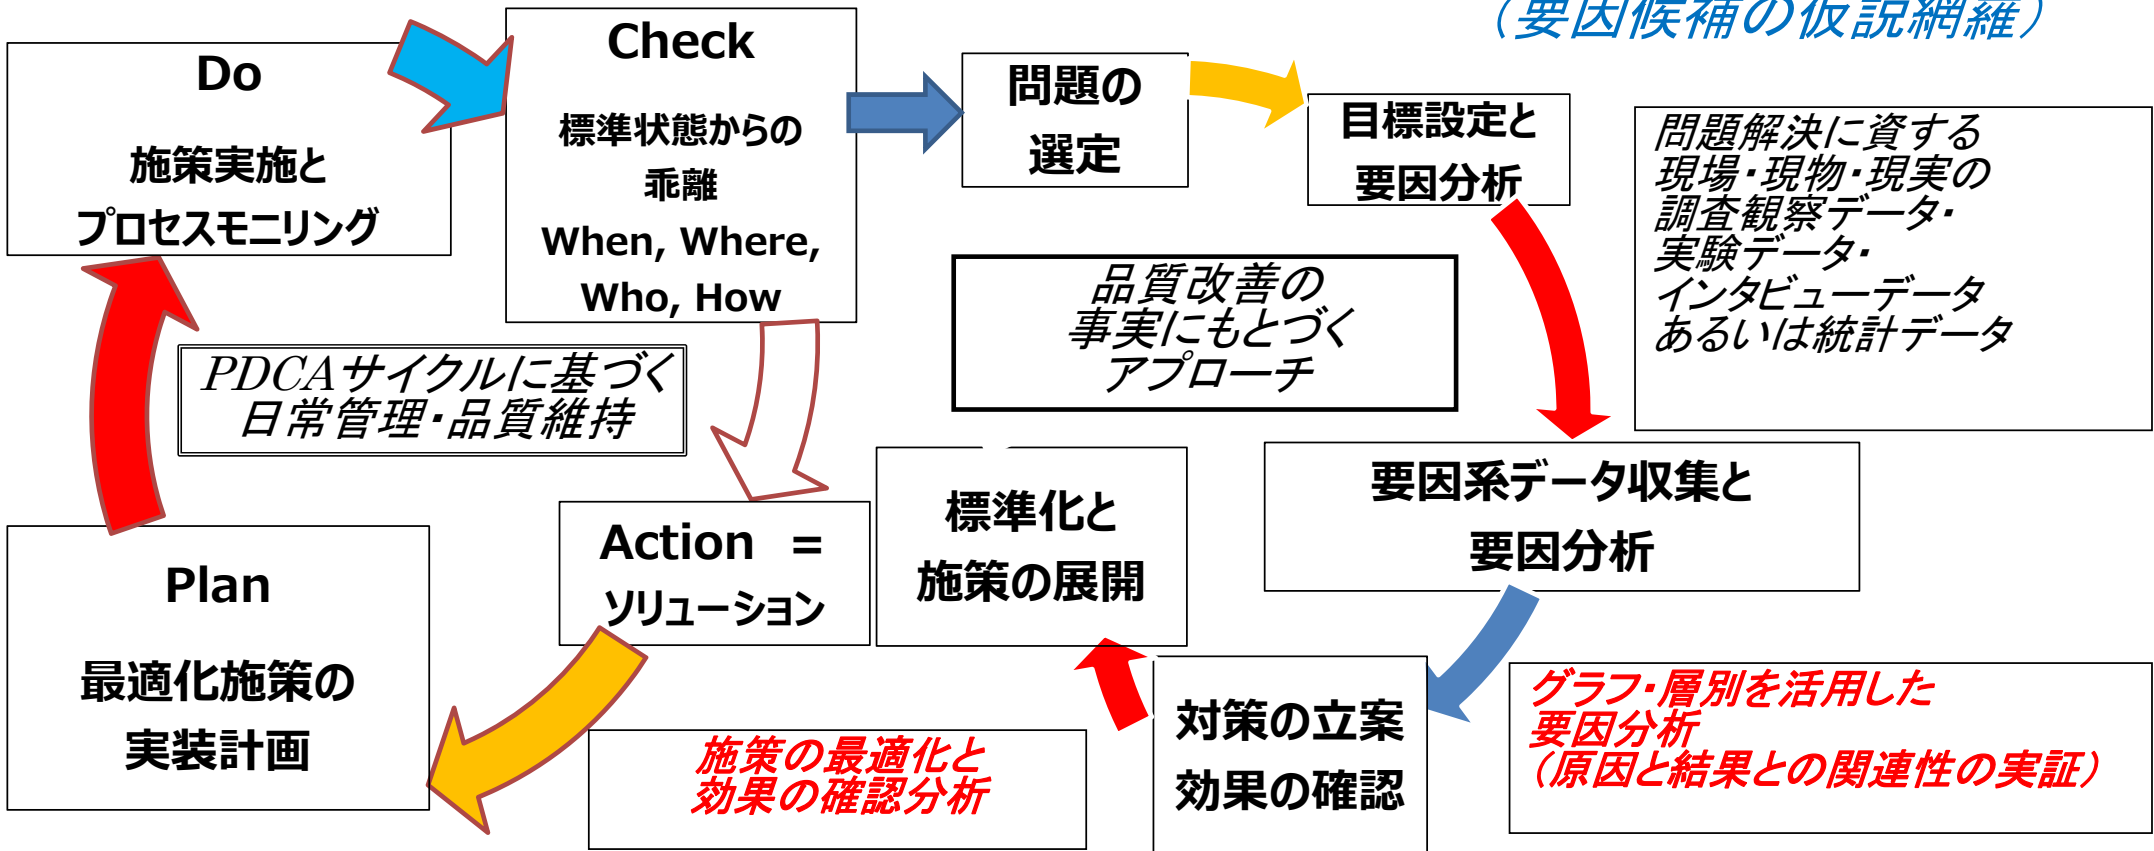 （要因候補の仮説網羅）
Do
施策実施と
プロセスモニリング
Check
標準状態からの
乖離
When, Where,
Who, How
問題の
選定
目標設定と
要因分析
問題解決に資する
現場・現物・現実の
調査観察データ・
実験データ・
インタビューデータ
あるいは統計データ
品質改善の
事実にもとづく
アプローチ
PDCAサイクルに基づく
日常管理・品質維持
要因系データ収集と
要因分析
標準化と
施策の展開
Action =
ソリューション
Plan
最適化施策の
実装計画
対策の立案
効果の確認
グラフ・層別を活用した
要因分析
（原因と結果との関連性の実証）
施策の最適化と
効果の確認分析